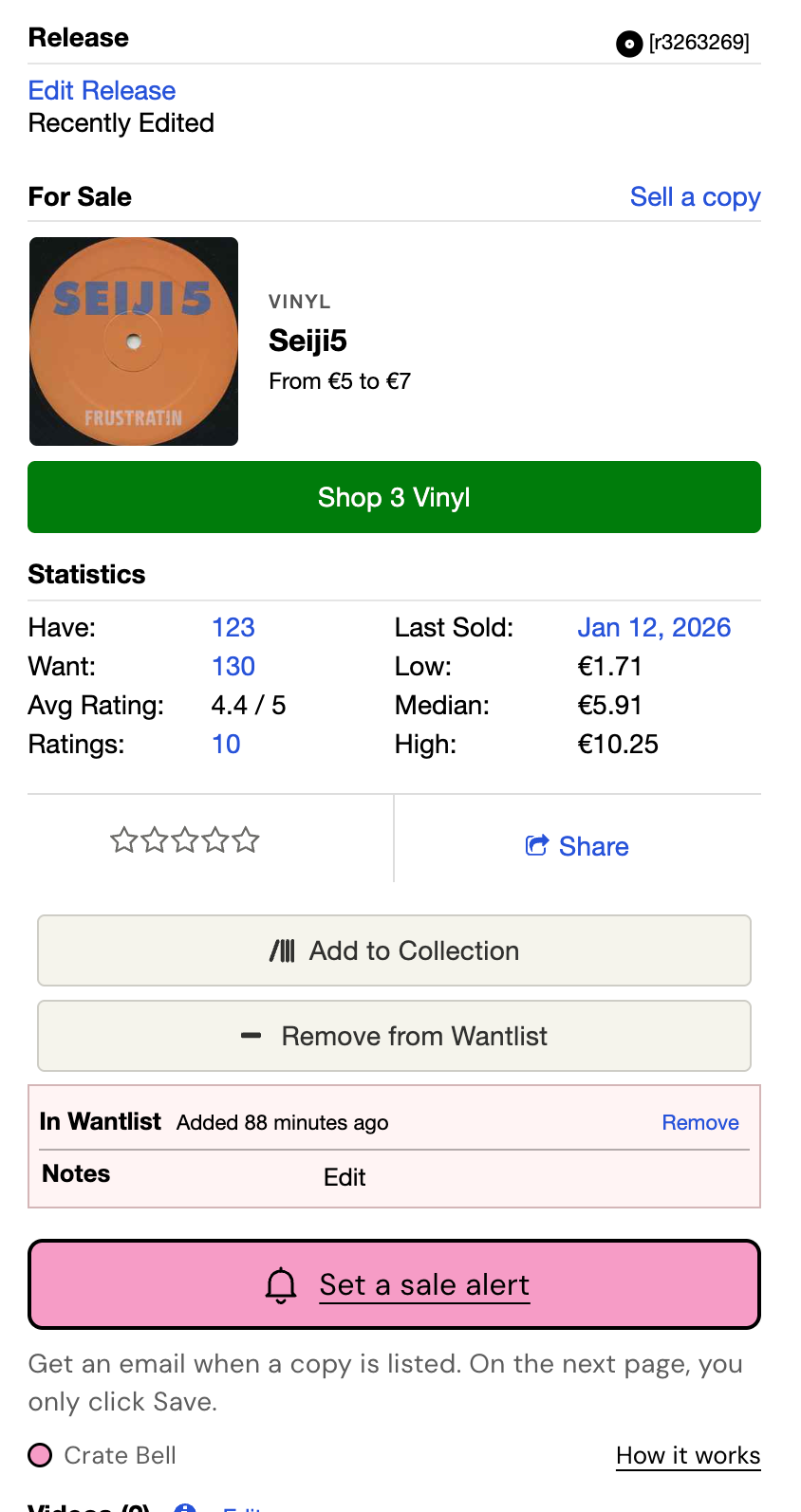 Release
[r3263269]
Edit Release
Recently Edited
For Sale
Sell a copy
SEIJI5
FRUSTRATIN
VINYL
Seiji5
From €5 to €7
Shop 3 Vinyl
Statistics
Have: 123
Last Sold: Jan 12, 2026
Want: 130
Low: €1.71
Avg Rating: 4.4 / 5
Median: €5.91
Ratings: 10
High: €10.25
Share
Add to Collection
Remove from Wantlist
In Wantlist Added 88 minutes ago
Remove
Notes
Edit
Set a sale alert
Get an email when a copy is listed. On the next page, you
only click Save.
Crate Bell
How it works
Videos (2)
Edit